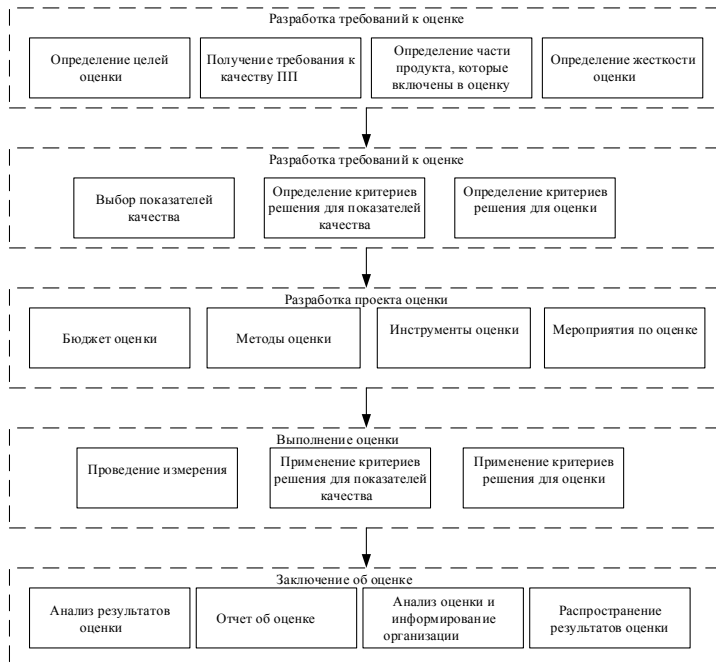 Разработка требований к оценке
Определение целей
оценки
Получение требования к
качеству ПП
Определение части
продукта, которые
включены в оценку
Определение жесткости
оценки
Разработка требований к оценке
Выбор показателей
качества
Определение критериев
решения для показателей
качества
Определение критериев
решения для оценки
Разработка проекта оценки
Бюджет оценки
Методы оценки
Инструменты оценки
Мероприятия по оценке
Выполнение оценки
Проведение измерения
Применение критериев
решения для показателей
качества
Применение критериев
решения для оценки
Заключение об оценке
Анализ результатов
оценки
Отчет об оценке
Анализ оценки и
информирование
организации
Распространение
результатов оценки